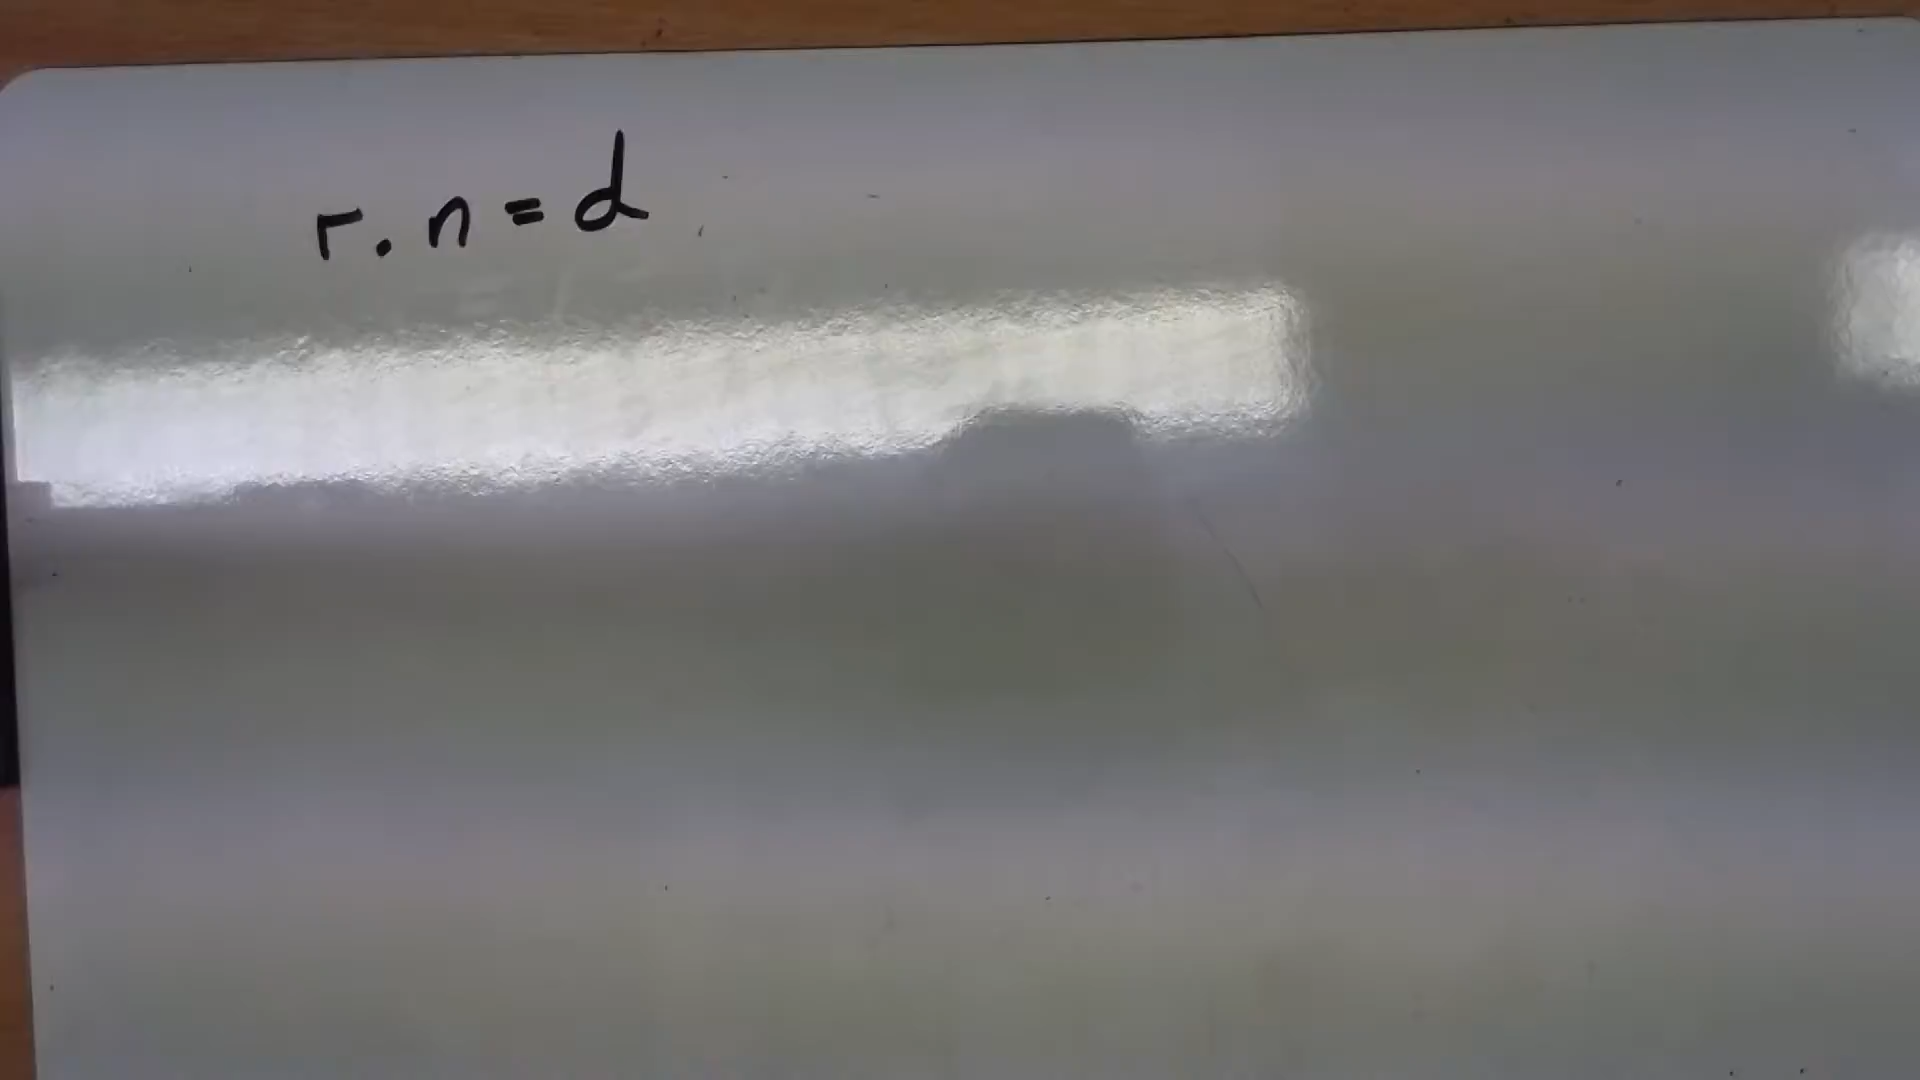 r. n = d